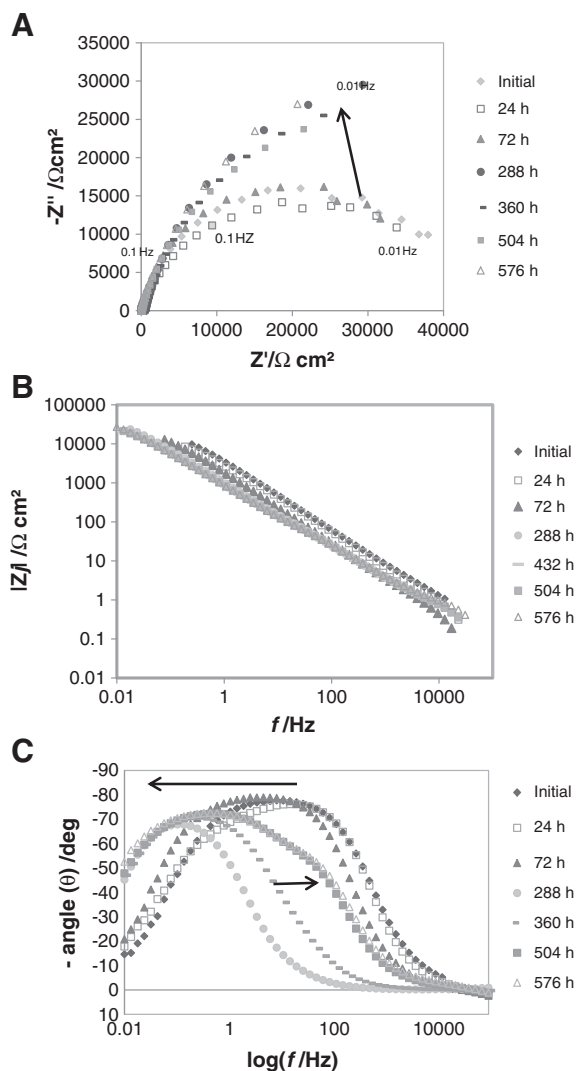 A
-Z''/Ωcm²
35000
30000
25000
20000
15000
10000
5000
0
0.01Hz
0.1HZ
0.1Hz
0.01Hz
0 10000 20000 30000 40000
Z'/Ω cm²
Initial
24 h
72 h
288 h
360 h
504 h
576 h
B
|Zj| /Ω cm²
100000
10000
1000
100
10
1
0.1
0.01
0.01 1 100 10000
f /Hz
Initial
24 h
72 h
288 h
432 h
504 h
576 h
C
- angle (θ) /deg
-90
-80
-70
-60
-50
-40
-30
-20
-10
0
10
0.01 1 100 10000
log(f/Hz)
Initial
24 h
72 h
288 h
360 h
504 h
576 h